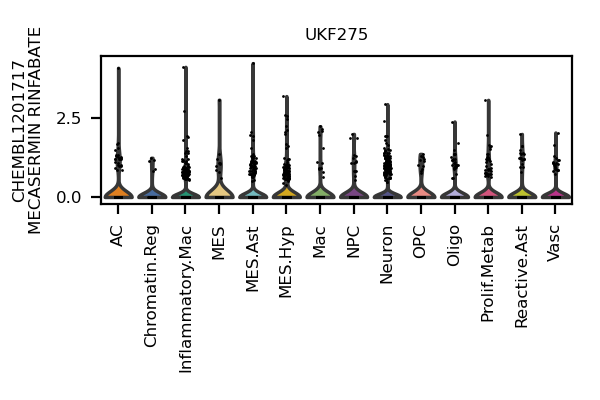 UKF275
CHEMBL1201717
MECASERMIN RINFABATE
2.5
0.0
AC
Chromatin.Reg
Inflammatory.Mac
MES
MES.Ast
MES.Hyp
Mac
NPC
Neuron
OPC
Oligo
Prolif.Metab
Reactive.Ast
Vasc